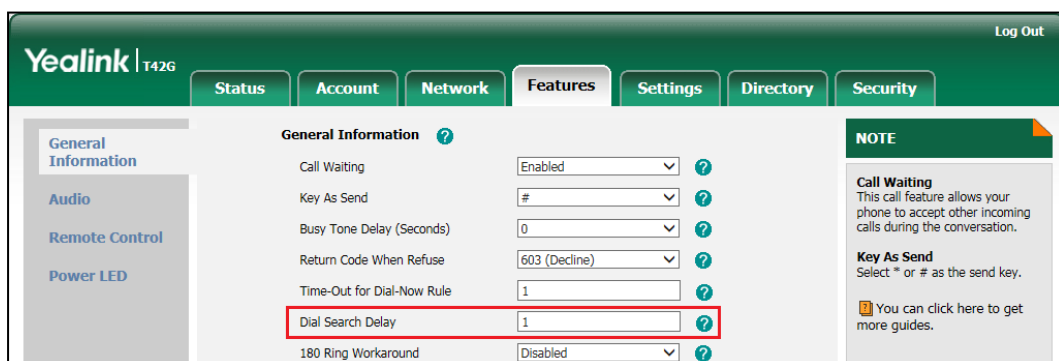 Log Out
Yealink T42G
Status Account Network Features Settings Directory Security
General
Information
Audio
Remote Control
Power LED
General Information ?
Call Waiting Enabled ?
Key As Send # ?
Busy Tone Delay (Seconds) 0 ?
Return Code When Refuse 603 (Decline) ?
Time-Out for Dial-Now Rule 1 ?
Dial Search Delay 1 ?
180 Ring Workaround Disabled ?
NOTE
Call Waiting
This call feature allows your
phone to accept other incoming
calls during the conversation.
Key As Send
Select * or # as the send key.
? You can click here to get
more guides.